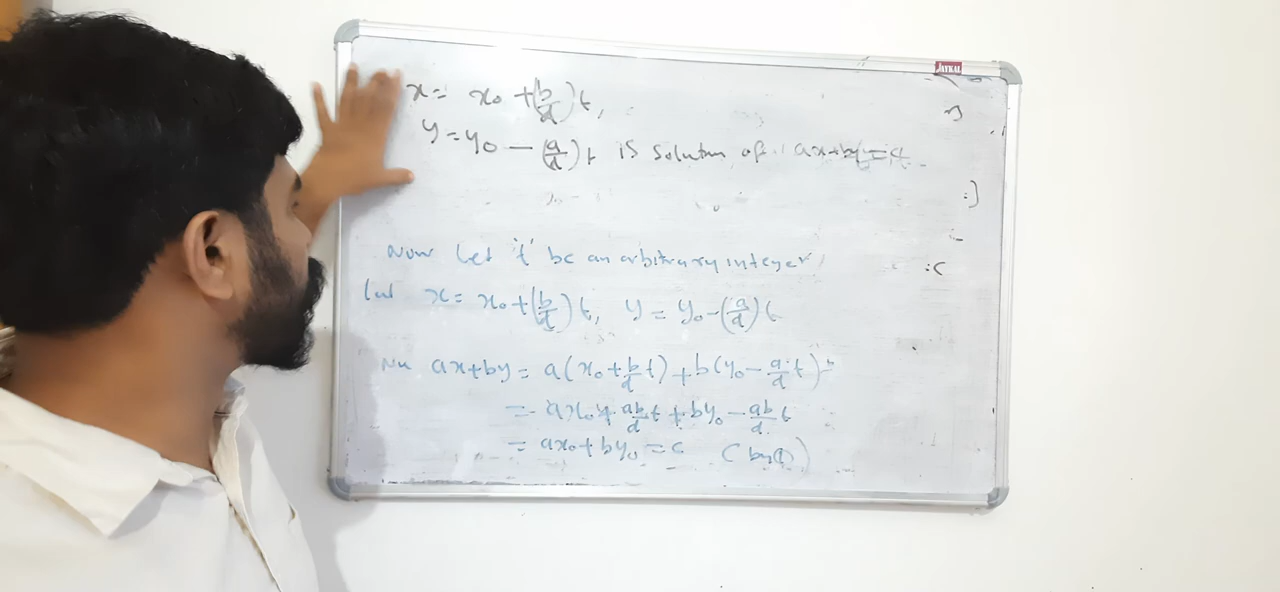 JAYKAL
x = x₀ + (b/d)t,
y = y₀ - (a/d)t is solution of ax+by=c
Now Let 't' be an arbitrary integer
Let x = x₀ + (b/d)t, y = y₀ - (a/d)t
ax+by = a(x₀ + b/d t) + b(y₀ - a/d t)
= ax₀ + ab/d t + by₀ - ab/d t
= ax₀ + by₀ = c (by ①)